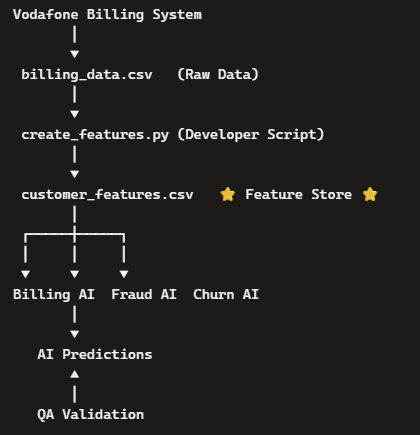 Vodafone Billing System
billing_data.csv (Raw Data)
create_features.py (Developer Script)
customer_features.csv ⭐ Feature Store ⭐
Billing AI Fraud AI Churn AI
AI Predictions
QA Validation